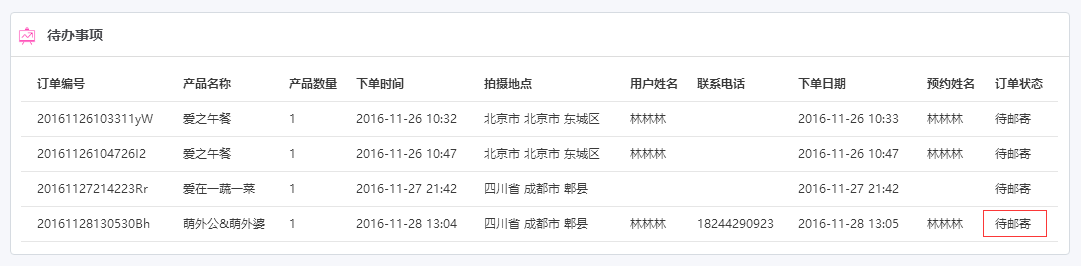 待办事项
订单编号 产品名称 产品数量 下单时间 拍摄地点 用户姓名 联系电话 下单日期 预约姓名 订单状态
20161126103311yW 爱之午餐 1 2016-11-26 10:32 北京市 北京市 东城区 林林林 2016-11-26 10:33 林林林 待邮寄
20161126104726I2 爱之午餐 1 2016-11-26 10:47 北京市 北京市 东城区 林林林 2016-11-26 10:47 林林林 待邮寄
20161127214223Rr 爱在一蔬一菜 1 2016-11-27 21:42 四川省 成都市 郫县 2016-11-27 21:42 待邮寄
20161128130530Bh 萌外公&萌外婆 1 2016-11-28 13:04 四川省 成都市 郫县 林林林 18244290923 2016-11-28 13:05 林林林 待邮寄